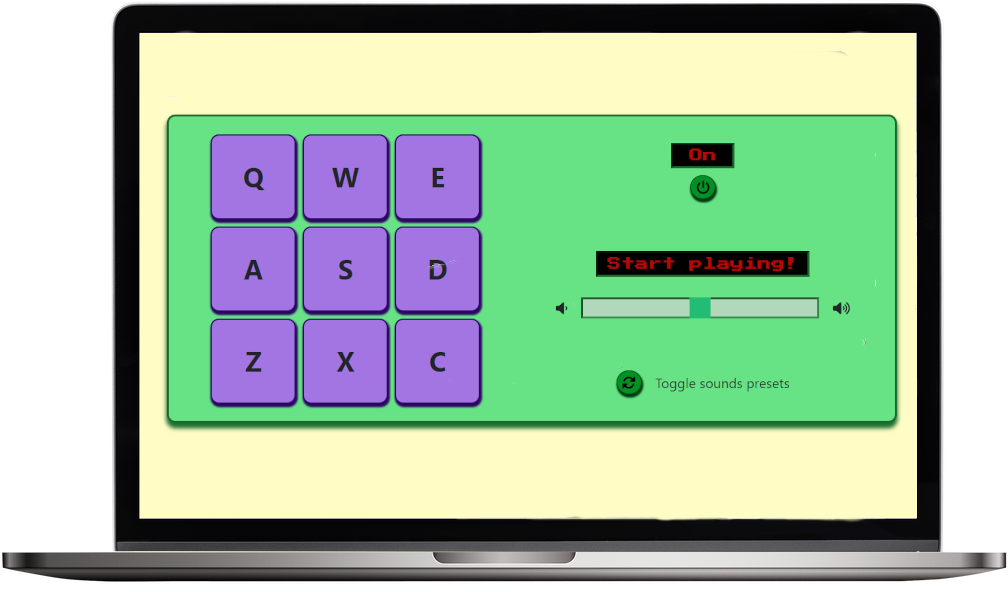 Q W E
A S D
Z X C
On
Start playing!
Toggle sounds presets